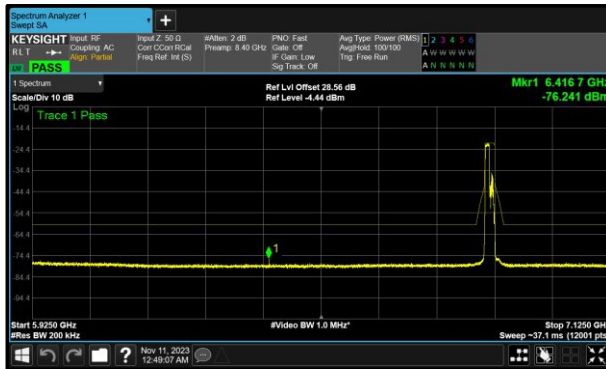 Spectrum Analyzer 1
Swept SA
KEYSIGHT Input: RF Input Z: 50 Ω #Atten: 2 dB PNO: Fast Avg Type: Power (RMS) 1 2 3 4 5 6
RLT Coupling: AC Corr CCorr RCal Preamp: 8.40 GHz Gate: Off Avg|Hold: 100/100 A W W W W W
Align: Partial Freq Ref: Int (S) IF Gain: Low Trig: Free Run
LXI PASS Sig Track: Off A N N N N N
1 Spectrum Ref Lvl Offset 28.56 dB Mkr1 6.416 7 GHz
Scale/Div 10 dB Ref Level -4.44 dBm -76.241 dBm
Log Trace 1 Pass
-14.4
-24.4
-34.4
-44.4
-54.4
-64.4
1
-74.4
-84.4
-94.4
Start 5.9250 GHz #Video BW 1.0 MHz* Stop 7.1250 GHz
#Res BW 200 kHz Sweep ~37.1 ms (12001 pts)
? Nov 11, 2023
12:49:07 AM